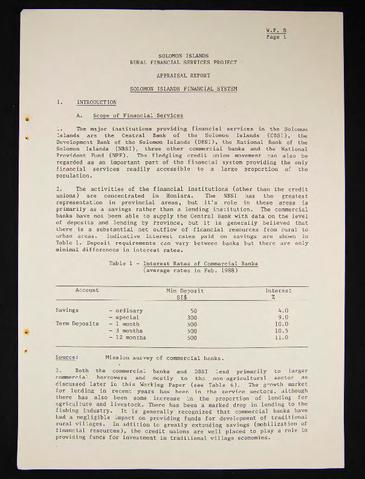 W.P. B
Page 1
SOLOMON ISLANDS
RURAL FINANCIAL SERVICES PROJECT
APPRAISAL REPORT
SOLOMON ISLANDS FINANCIAL SYSTEM
1. INTRODUCTION
A. Scope of Financial Services
1. The major institutions providing financial services in the Solomon
Islands are the Central Bank of the Solomon Islands (CBSI), the
Development Bank of the Solomon Islands (DBSI), the National Bank of the
Solomon Islands (NBSI), three other commercial banks and the National
Provident Fund (NPF). The fledgling credit union movement can also be
regarded as an important part of the financial system providing the only
financial services readily accessible to a large proportion of the
population.
2. The activities of the financial institutions (other than the credit
unions) are concentrated in Honiara. The NBSI has the greatest
representation in provincial areas, but it's role in these areas is
primarily as a savings rather than a lending institution. The commercial
banks have not been able to supply the Central Bank with data on the level
of deposits and lending by province, but it is generally believed that
there is a substantial net outflow of financial resources from rural to
urban areas. Indicative interest rates paid on savings are shown in
Table 1. Deposit requirements can vary between banks but there are only
minimal differences in interest rates.
Table 1 - Interest Rates of Commercial Banks
(average rates in Feb. 1988)
Account Min Deposit Interest
SI$ %
Savings - ordinary 50 4.0
- special 300 9.0
Term Deposits - 1 month 500 10.0
- 3 months 500 10.5
- 12 months 500 11.0
Source: Mission survey of commercial banks.
3. Both the commercial banks and DBSI lend primarily to larger
commercial borrowers and mostly to the non-agricultural sector as
discussed later in this Working Paper (see Table 6). The growth market
for lending in recent years has been in the service sectors, although
there has also been some increase in the proportion of lending for
agriculture and livestock. There has been a marked drop in lending to the
fishing industry. It is generally recognized that commercial banks have
had a negligible impact on providing funds for development of traditional
rural villages. In addition to greatly extending savings (mobilization of
financial resources), the credit unions are well placed to play a role in
providing funds for investment in traditional village economies.